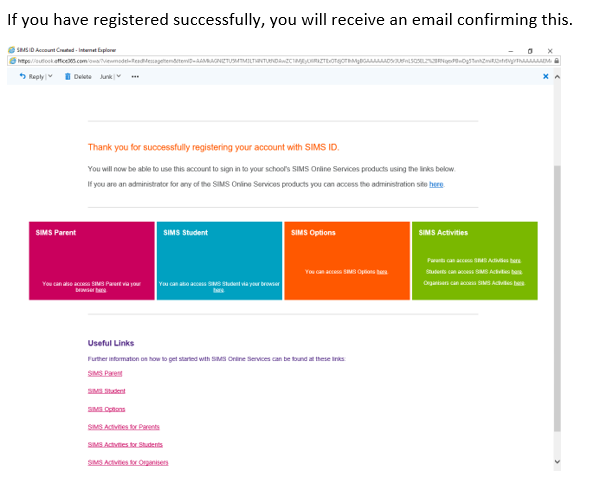 If you have registered successfully, you will receive an email confirming this.
SIMS ID Account Created - Internet Explorer
Reply
Delete
Junk
Thank you for successfully registering your account with SIMS ID.
You will now be able to use this account to sign in to your school's SIMS Online Services products using the links below.
If you are an administrator for any of the SIMS Online Services products you can access the administration site here.
SIMS Parent
You can also access SIMS Parent via your
browser here.
SIMS Student
You can also access SIMS Student via your browser
here.
SIMS Options
You can access SIMS Options here.
SIMS Activities
Parents can access SIMS Activities here.
Students can access SIMS Activities here.
Organisers can access SIMS Activities here.
Useful Links
Further information on how to get started with SIMS Online Services can be found at these links:
SIMS Parent
SIMS Student
SIMS Options
SIMS Activities for Parents
SIMS Activities for Students
SIMS Activities for Organisers